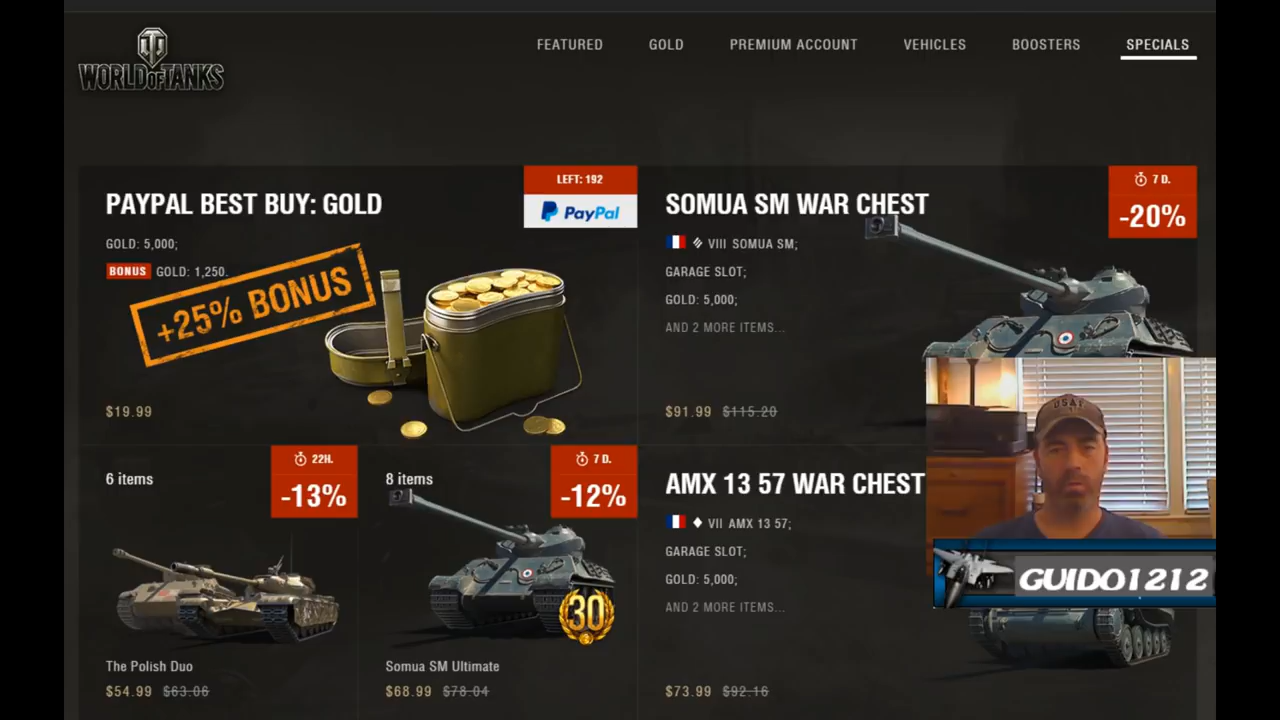 WORLD OF TANKS
FEATURED
GOLD
PREMIUM ACCOUNT
VEHICLES
BOOSTERS
SPECIALS
PAYPAL BEST BUY: GOLD
LEFT: 192
PayPal
GOLD: 5,000;
BONUS GOLD: 1,250.
+25% BONUS
$19.99
SOMUA SM WAR CHEST
7 D.
-20%
VIII SOMUA SM;
GARAGE SLOT;
GOLD: 5,000;
AND 2 MORE ITEMS...
$91.99 $115.20
6 items
22H.
-13%
The Polish Duo
$54.99 $63.06
8 items
7 D.
-12%
30
Somua SM Ultimate
$68.99 $78.04
AMX 13 57 WAR CHEST
VII AMX 13 57;
GARAGE SLOT;
GOLD: 5,000;
AND 2 MORE ITEMS...
$73.99 $92.16
USAF
GUIDO1212